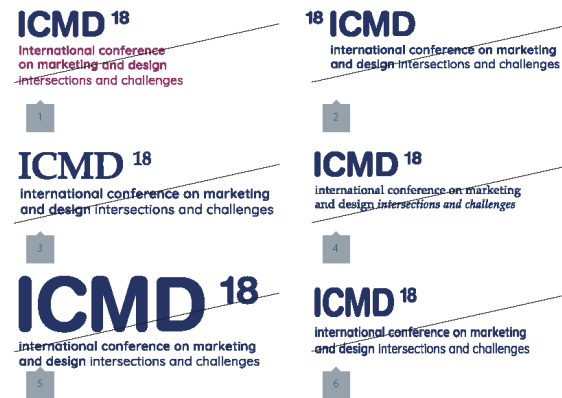 ICMD 18
International conference
on marketing and design
intersections and challenges
1
18 ICMD
international conference on marketing
and design intersections and challenges
2
ICMD 18
international conference on marketing
and design intersections and challenges
3
ICMD 18
international conference on marketing
and design intersections and challenges
4
ICMD 18
international conference on marketing
and design intersections and challenges
5
ICMD 18
international conference on marketing
and design intersections and challenges
6